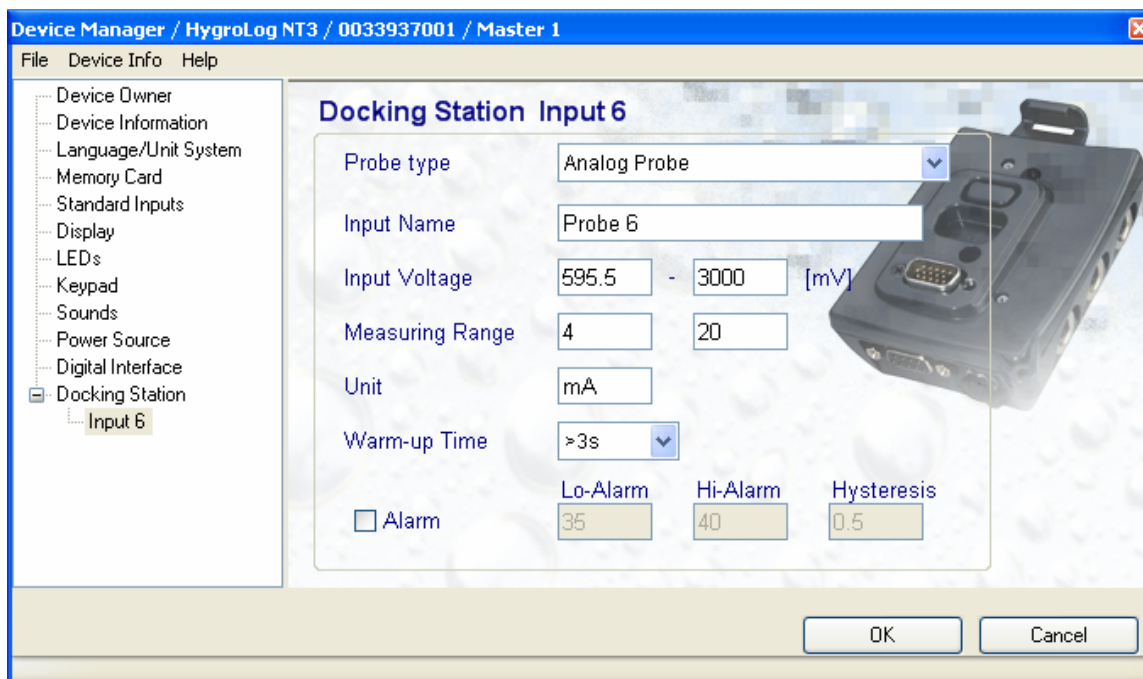 Device Manager / HygroLog NT3 / 0033937001 / Master 1
File Device Info Help
Device Owner
Device Information
Language/Unit System
Memory Card
Standard Inputs
Display
LEDs
Keypad
Sounds
Power Source
Digital Interface
Docking Station
Input 6
Docking Station Input 6
Probe type Analog Probe
Input Name Probe 6
Input Voltage 595.5 - 3000 [mV]
Measuring Range 4 20
Unit mA
Warm-up Time >3s
Lo-Alarm Hi-Alarm Hysteresis
Alarm 35 40 0.5
OK Cancel